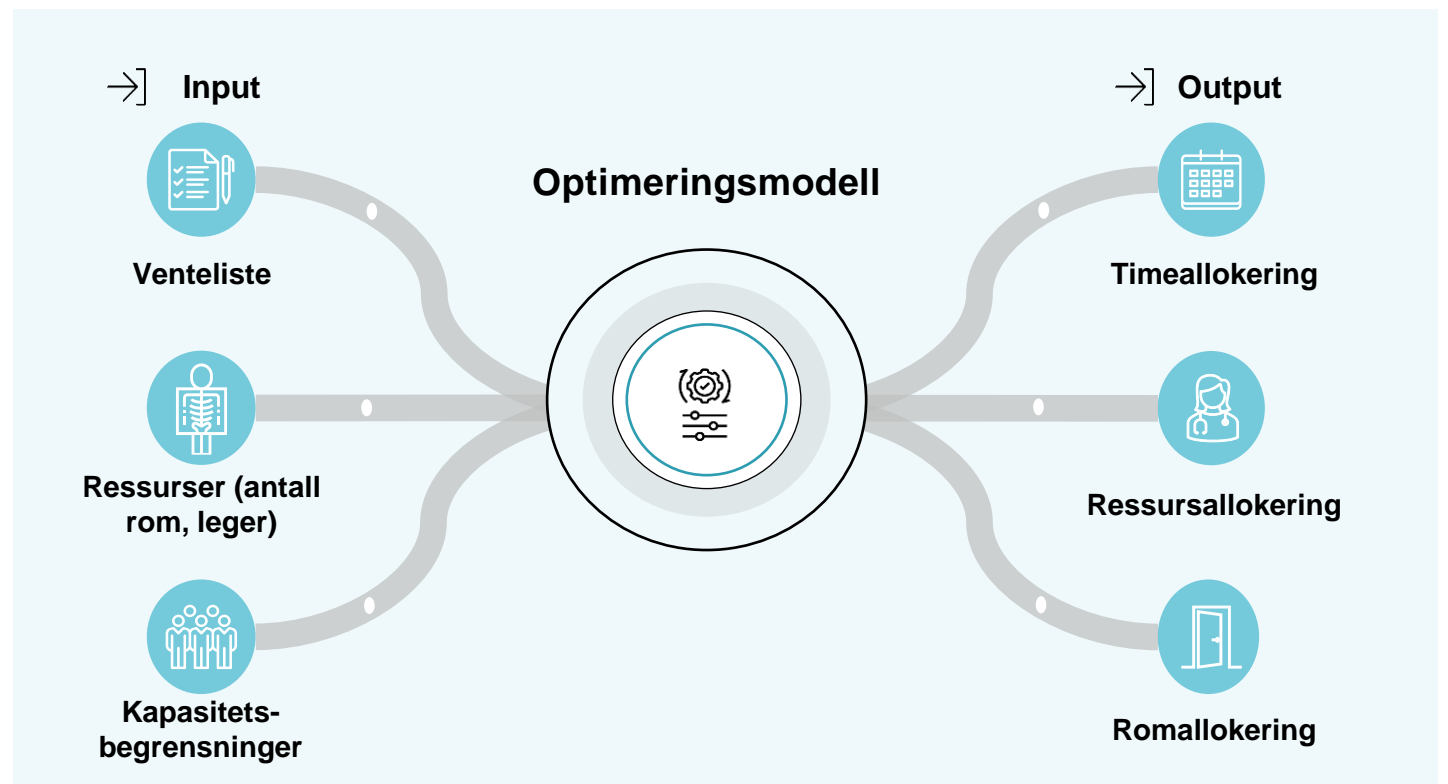 Input
Output
Optimeringsmodell
Venteliste
Timeallokering
Ressurser (antall
rom, leger)
Ressursallokering
Kapasitets-
begrensninger
Romallokering